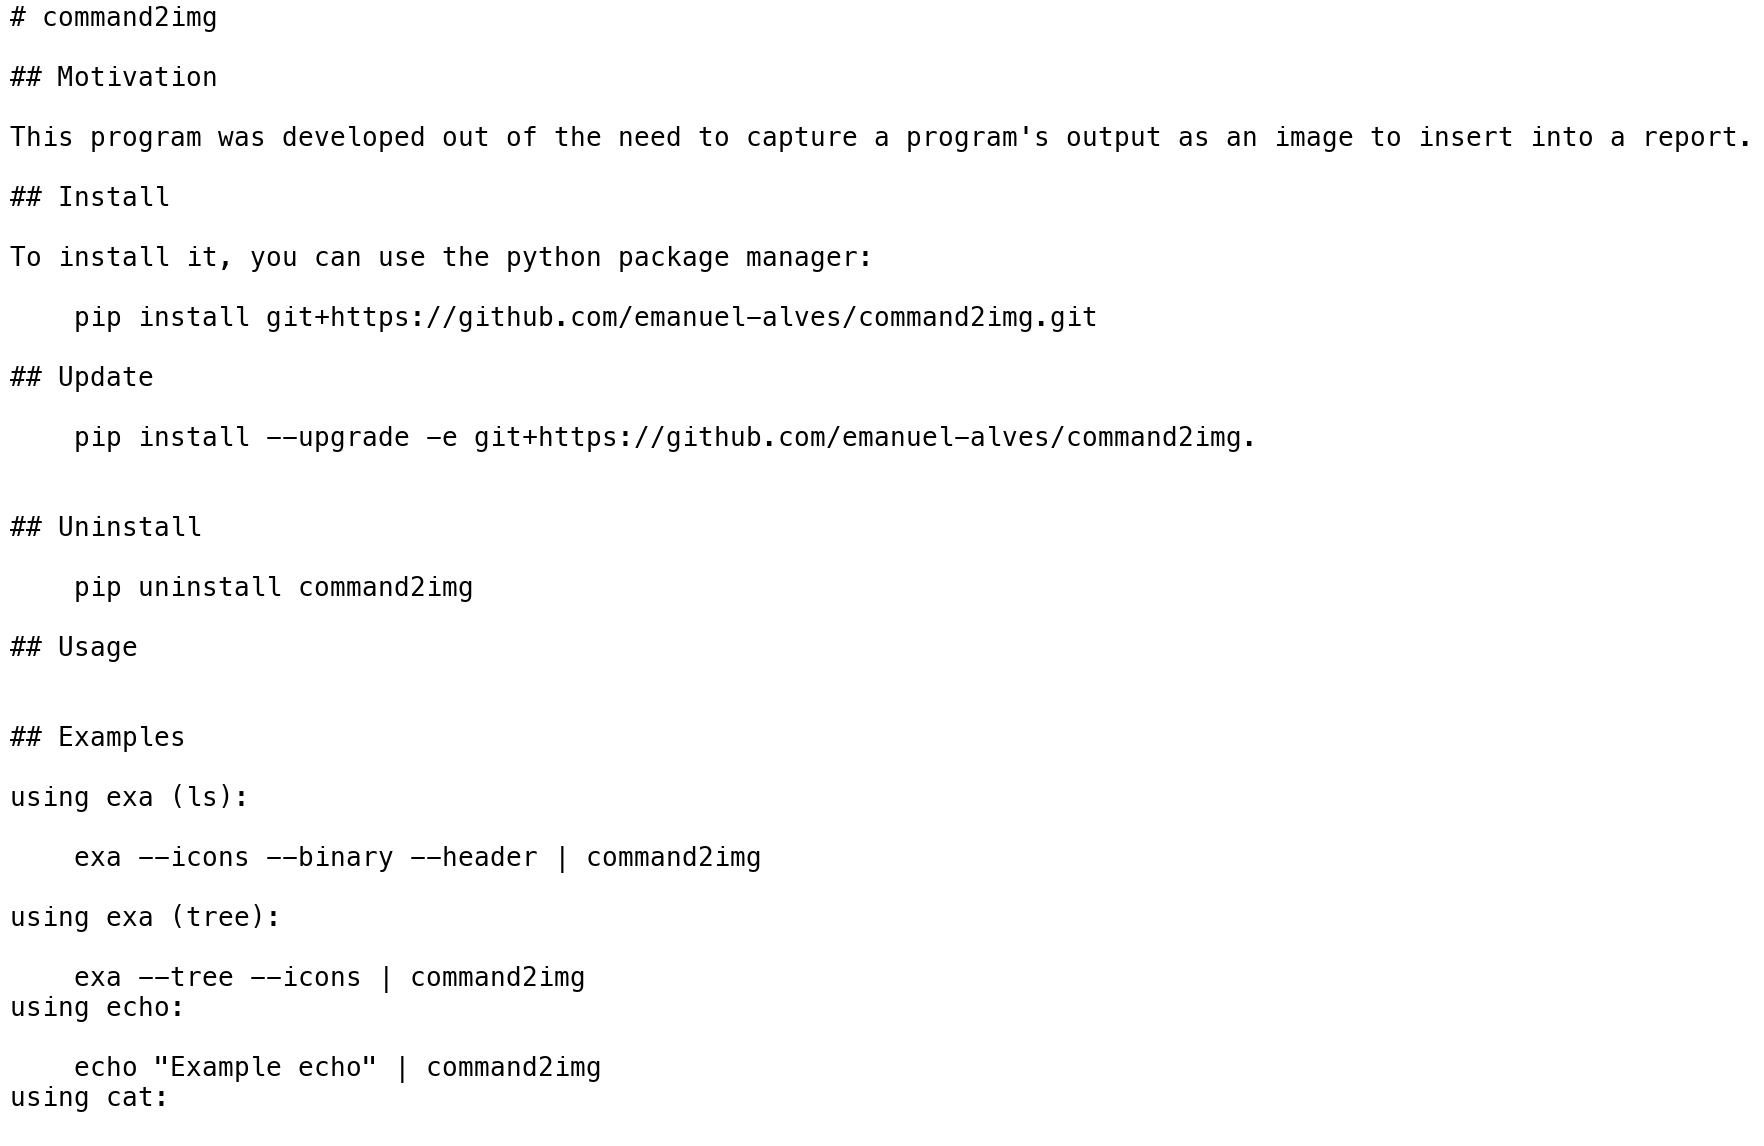 # command2img
## Motivation
This program was developed out of the need to capture a program's output as an image to insert into a report.
## Install
To install it, you can use the python package manager:
    pip install git+https://github.com/emanuel-alves/command2img.git
## Update
    pip install --upgrade -e git+https://github.com/emanuel-alves/command2img.
## Uninstall
    pip uninstall command2img
## Usage
## Examples
using exa (ls):
    exa --icons --binary --header | command2img
using exa (tree):
    exa --tree --icons | command2img
using echo:
    echo "Example echo" | command2img
using cat: